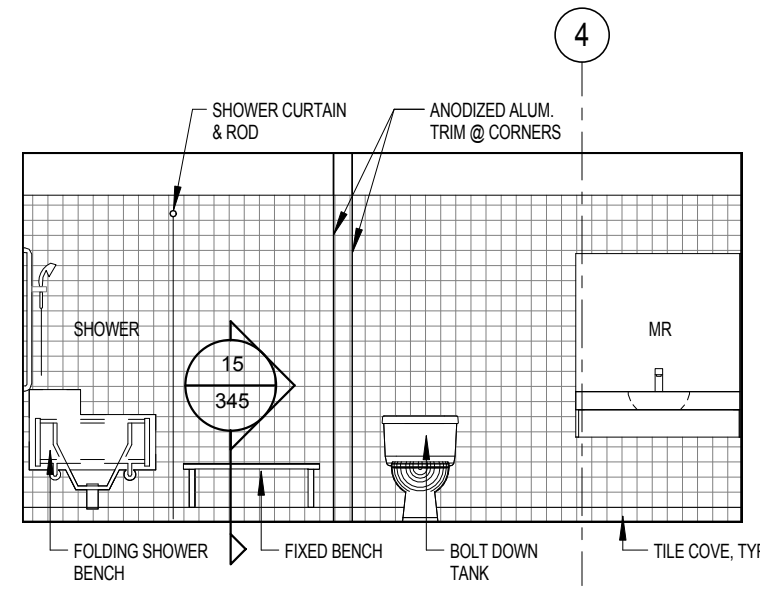 4
SHOWER CURTAIN
& ROD
ANODIZED ALUM.
TRIM @ CORNERS
SHOWER
MR
15
345
FOLDING SHOWER
BENCH
FIXED BENCH
BOLT DOWN
TANK
TILE COVE, TYP